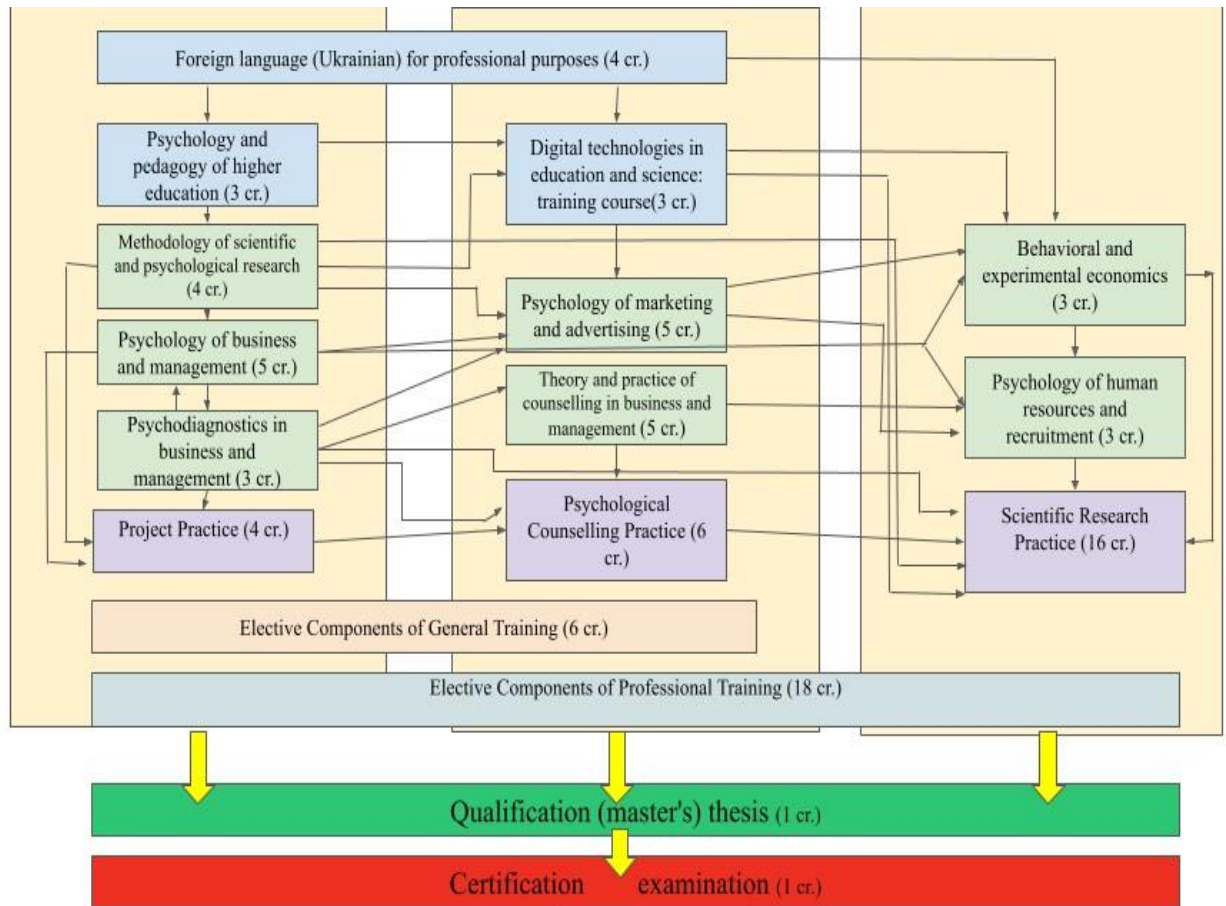 Foreign language (Ukrainian) for professional purposes (4 cr.)
Psychology and
pedagogy of higher
education (3 cr.)
Methodology of scientific
and psychological research
(4 cr.)
Psychology of business
and management (5 cr.)
Psychodiagnostics in
business and
management (3 cr.)
Project Practice (4 cr.)
Digital technologies in
education and science:
training course(3 cr.)
Psychology of marketing
and advertising (5 cr.)
Theory and practice of
counselling in business and
management (5 cr.)
Psychological
Counselling Practice (6
cr.)
Behavioral and
experimental economics
(3 cr.)
Psychology of human
resources and
recruitment (3 cr.)
Scientific Research
Practice (16 cr.)
Elective Components of General Training (6 cr.)
Elective Components of Professional Training (18 cr.)
Qualification (master's) thesis (1 cr.)
Certification examination (1 cr.)